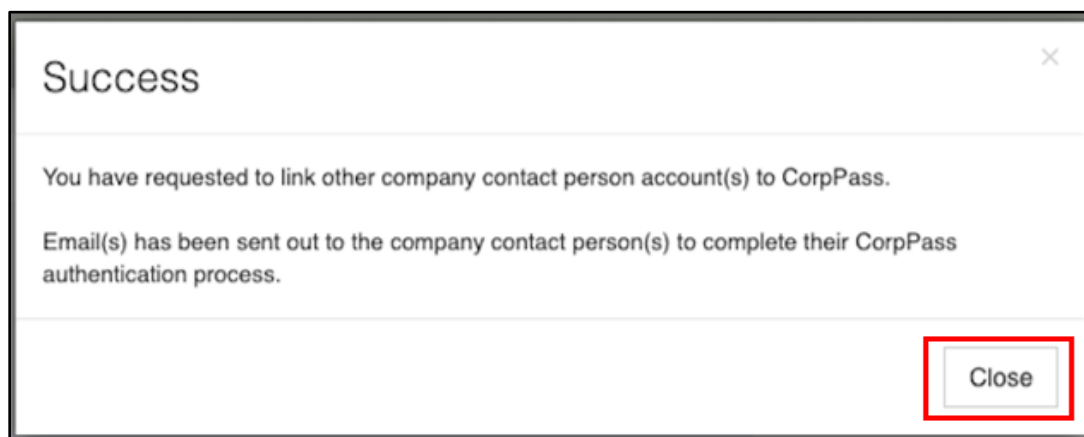 Success
You have requested to link other company contact person account(s) to CorpPass.
Email(s) has been sent out to the company contact person(s) to complete their CorpPass
authentication process.
Close